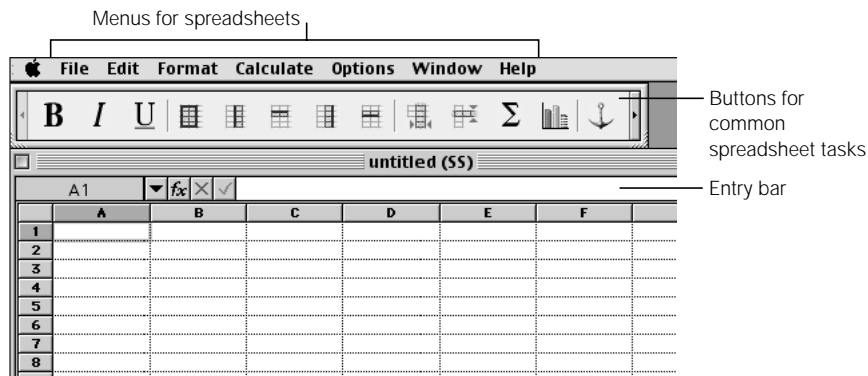 Menus for spreadsheets
File Edit Format Calculate Options Window Help
B I U Σ
Buttons for
common
spreadsheet tasks
untitled (SS)
A1 fx
Entry bar
A B C D E F
1
2
3
4
5
6
7
8